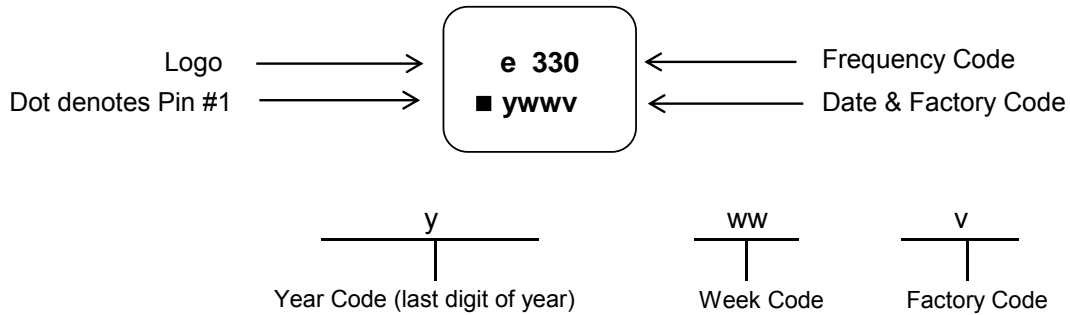 Logo e 330 Frequency Code
Dot denotes Pin #1 ■ ywwv Date & Factory Code
y ww v
Year Code (last digit of year) Week Code Factory Code